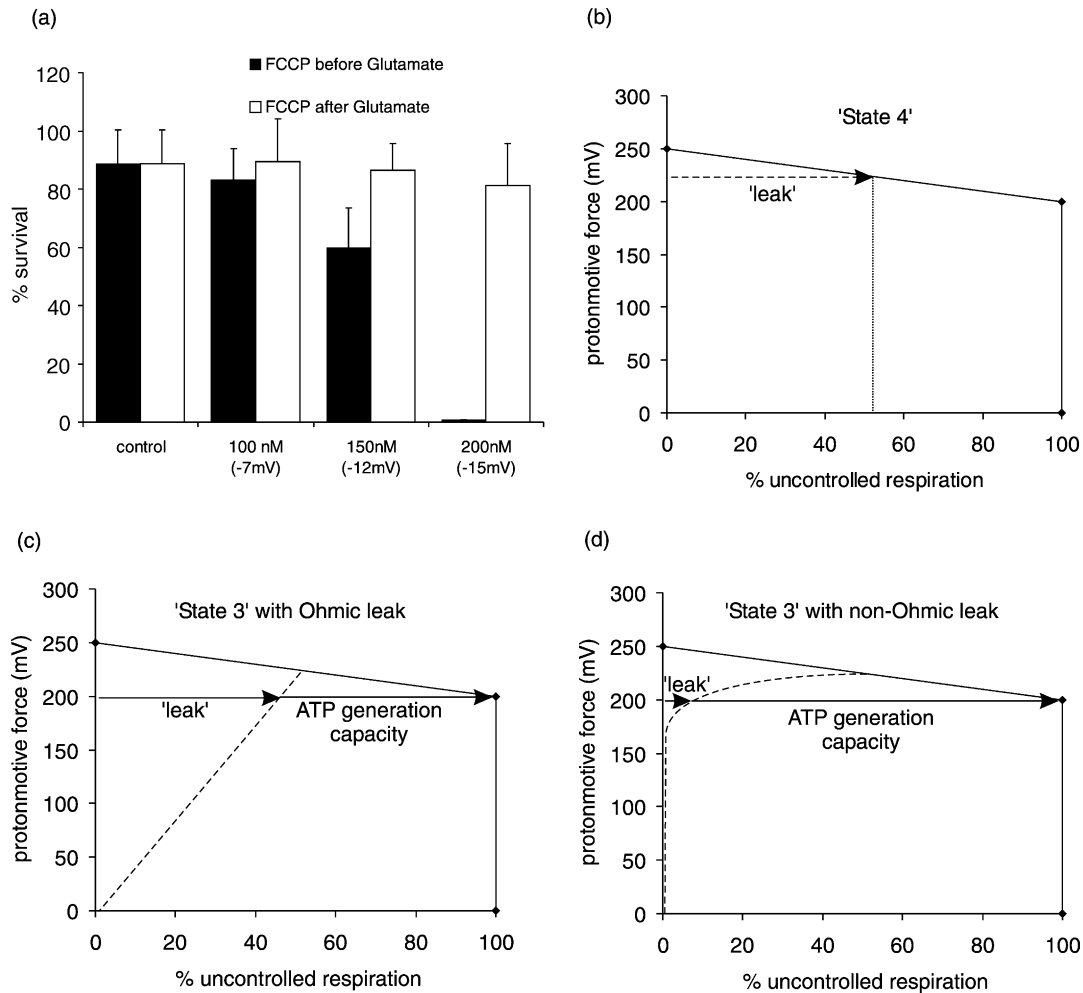 (a)
FCCP before Glutamate
FCCP after Glutamate
120
100
80
60
40
20
0
% survival
control
100 nM
(-7mV)
150nM
(-12mV)
200nM
(-15mV)
(b)
'State 4'
300
250
200
150
100
50
0
protonmotive force (mV)
'leak'
0 20 40 60 80 100
% uncontrolled respiration
(c)
'State 3' with Ohmic leak
300
250
200
150
100
50
0
protonmotive force (mV)
'leak'
ATP generation
capacity
0 20 40 60 80 100
% uncontrolled respiration
(d)
'State 3' with non-Ohmic leak
300
250
200
150
100
50
0
protonmotive force (mV)
'leak'
ATP generation
capacity
0 20 40 60 80 100
% uncontrolled respiration